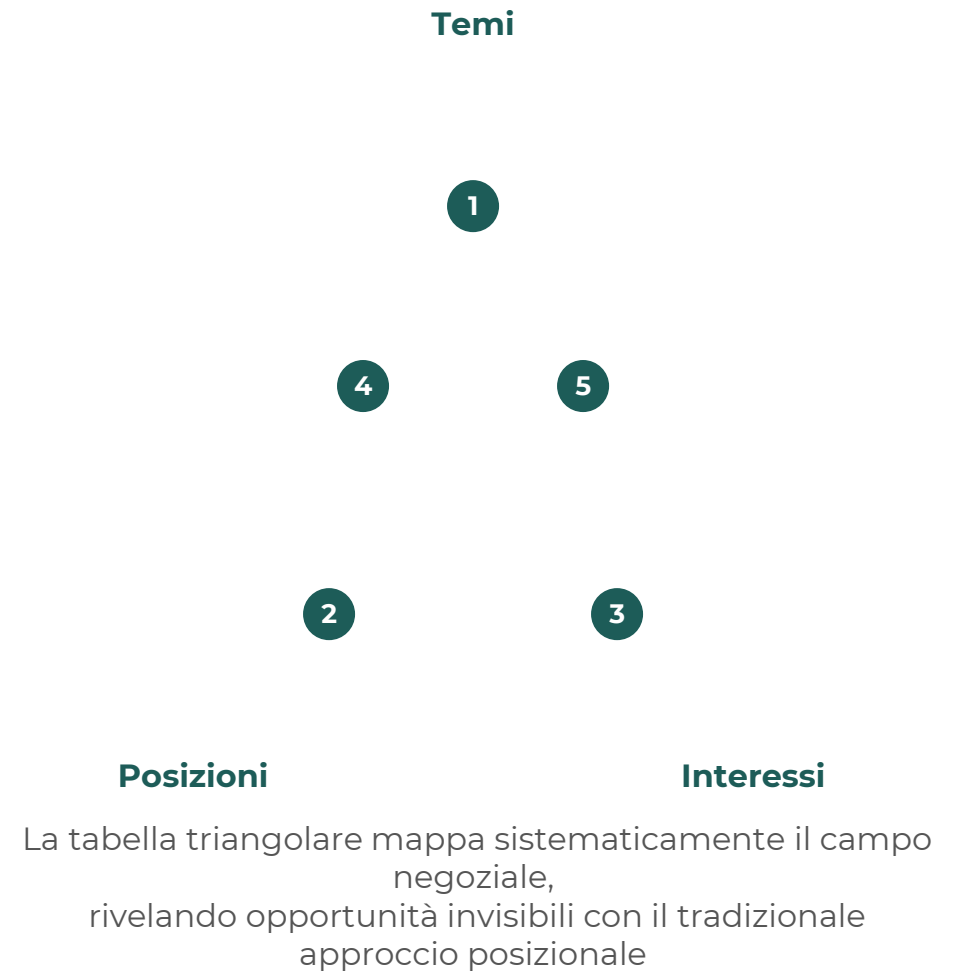 Temi
1
4 5
2 3
Posizioni Interessi
La tabella triangolare mappa sistematicamente il campo
negoziale,
rivelando opportunità invisibili con il tradizionale
approccio posizionale